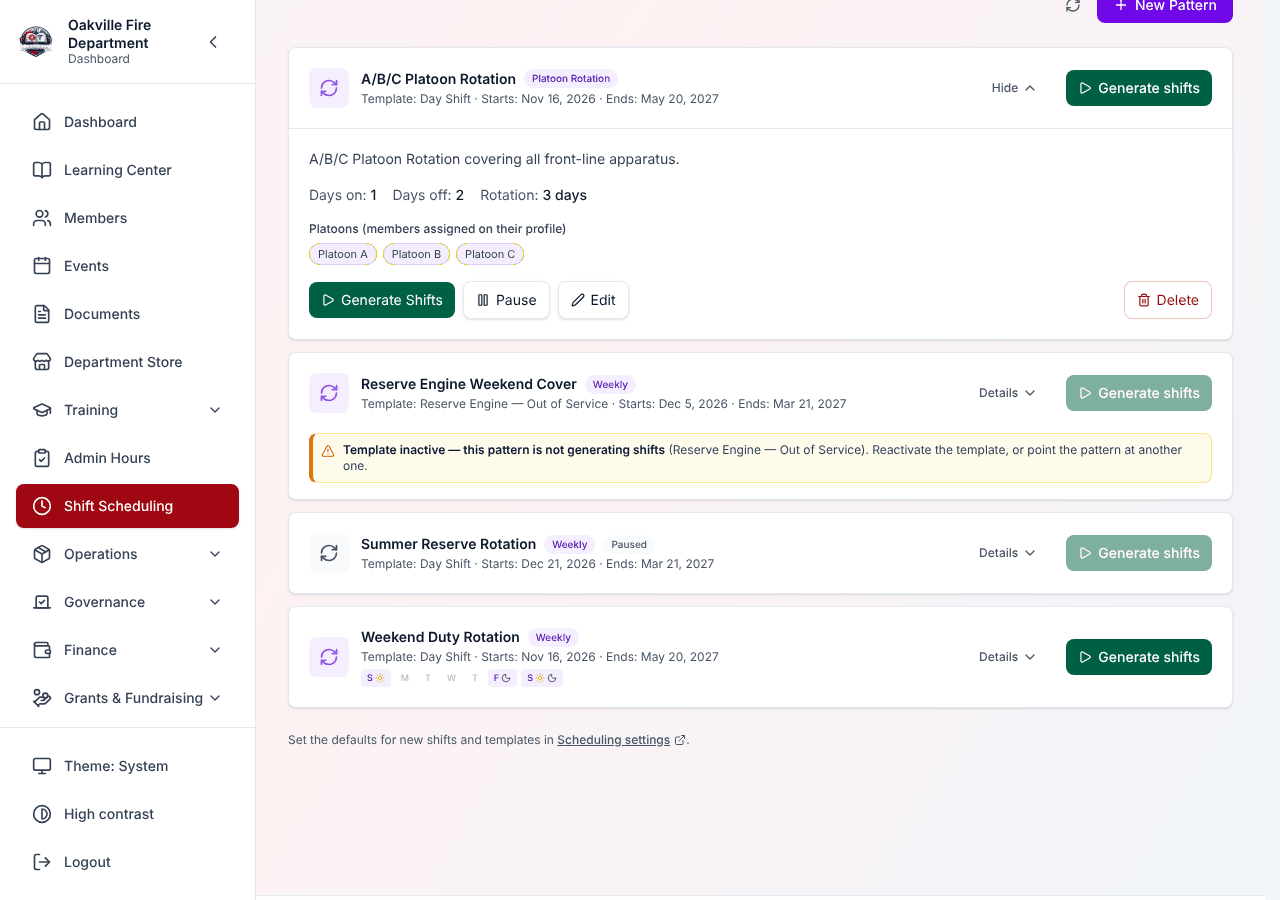 Oakville Fire
Department
Dashboard
Dashboard
Learning Center
Members
Events
Documents
Department Store
Training
Admin Hours
Shift Scheduling
Operations
Governance
Finance
Grants & Fundraising
Theme: System
High contrast
Logout
New Pattern
A/B/C Platoon Rotation Platoon Rotation
Template: Day Shift · Starts: Nov 16, 2026 · Ends: May 20, 2027
Hide
Generate shifts
A/B/C Platoon Rotation covering all front-line apparatus.
Days on: 1 Days off: 2 Rotation: 3 days
Platoons (members assigned on their profile)
Platoon A Platoon B Platoon C
Generate Shifts Pause Edit Delete
Reserve Engine Weekend Cover Weekly
Template: Reserve Engine — Out of Service · Starts: Dec 5, 2026 · Ends: Mar 21, 2027
Details
Generate shifts
Template inactive — this pattern is not generating shifts (Reserve Engine — Out of Service). Reactivate the template, or point the pattern at another
one.
Summer Reserve Rotation Weekly Paused
Template: Day Shift · Starts: Dec 21, 2026 · Ends: Mar 21, 2027
Details
Generate shifts
Weekend Duty Rotation Weekly
Template: Day Shift · Starts: Nov 16, 2026 · Ends: May 20, 2027
S M T W T F S
Details
Generate shifts
Set the defaults for new shifts and templates in Scheduling settings .